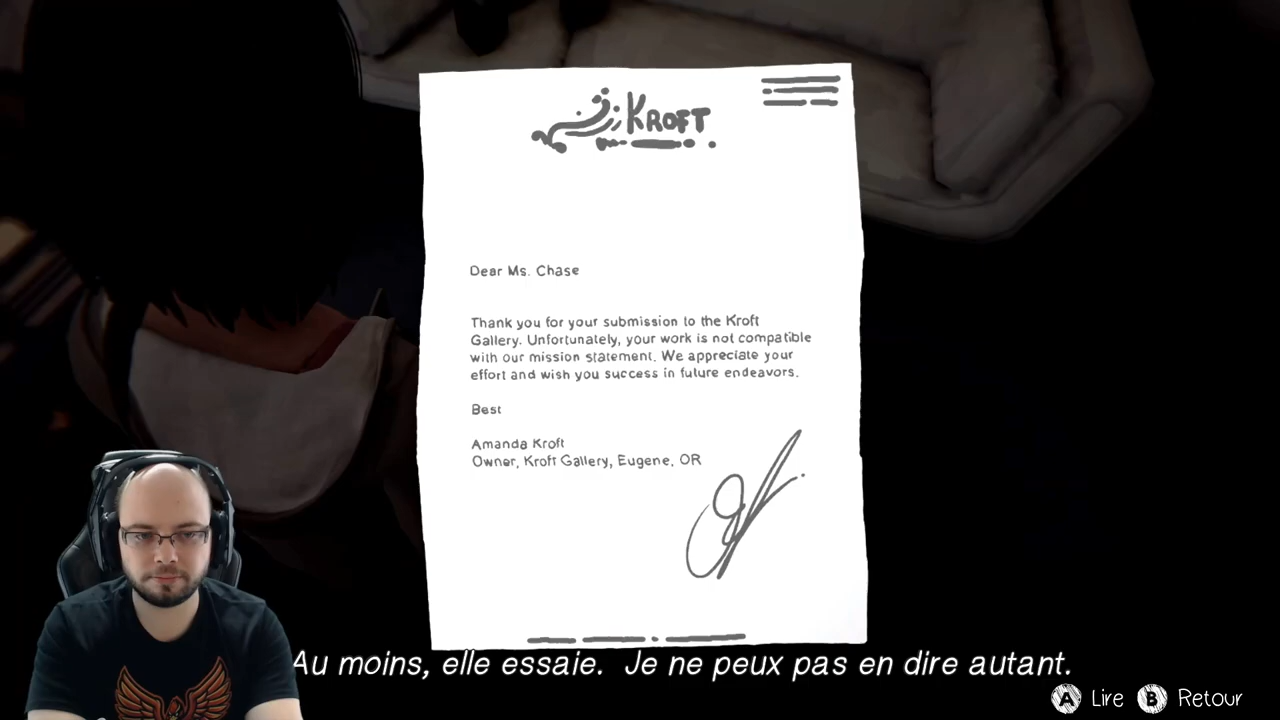 KROFT
Dear Ms. Chase
Thank you for your submission to the Kroft
Gallery. Unfortunately, your work is not compatible
with our mission statement. We appreciate your
effort and wish you success in future endeavors.
Best
Amanda Kroft
Owner, Kroft Gallery, Eugene, OR
Au moins, elle essaie. Je ne peux pas en dire autant.
A Lire B Retour